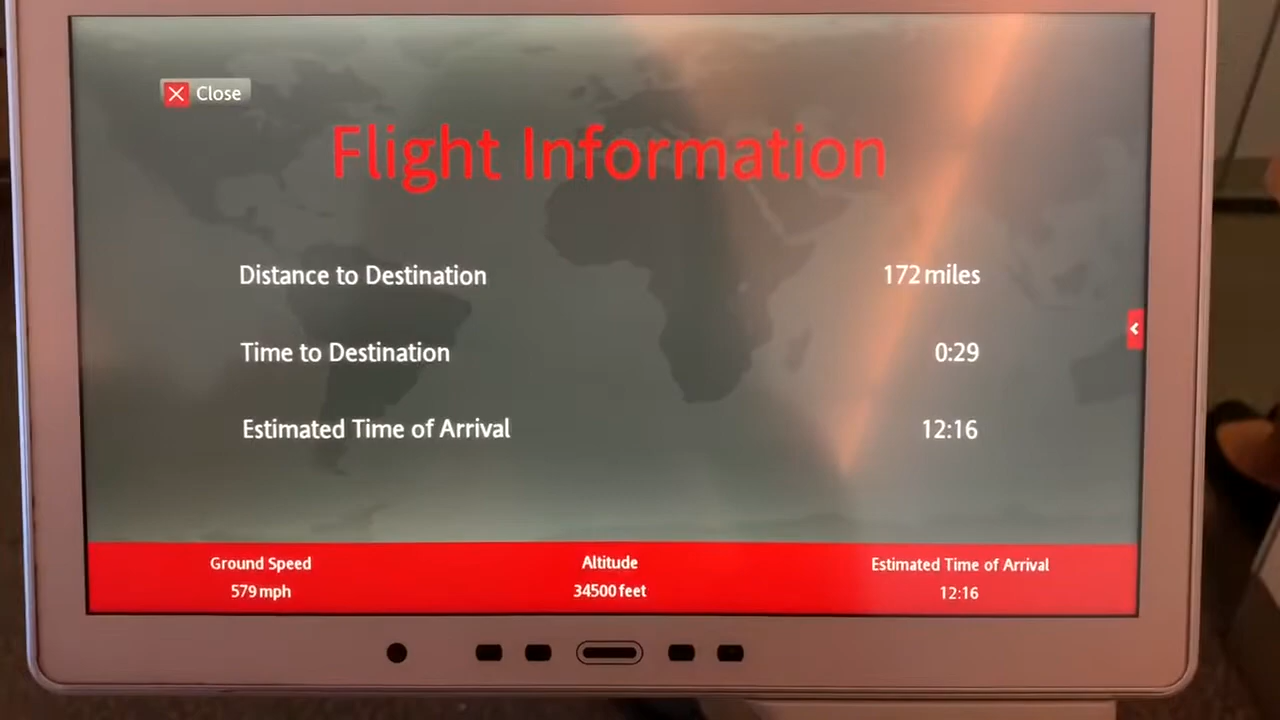 Close
Flight Information
Distance to Destination 172 miles
Time to Destination 0:29
Estimated Time of Arrival 12:16
Ground Speed Altitude Estimated Time of Arrival
579 mph 34500 feet 12:16